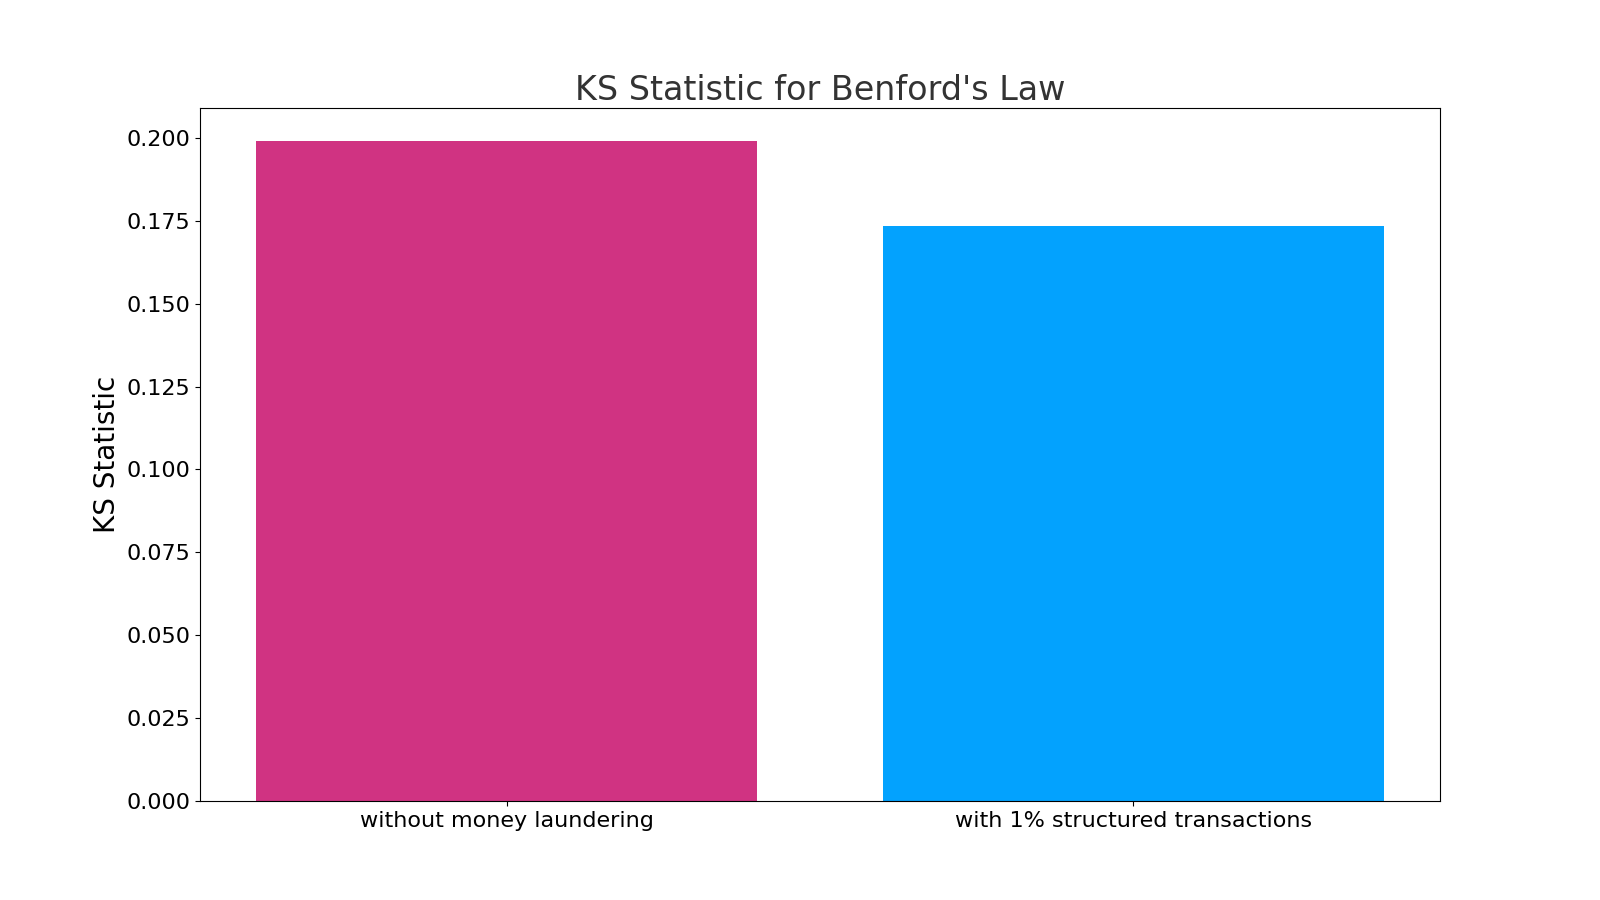 KS Statistic for Benford's Law
KS Statistic
0.200
0.175
0.150
0.125
0.100
0.075
0.050
0.025
0.000
without money laundering
with 1% structured transactions